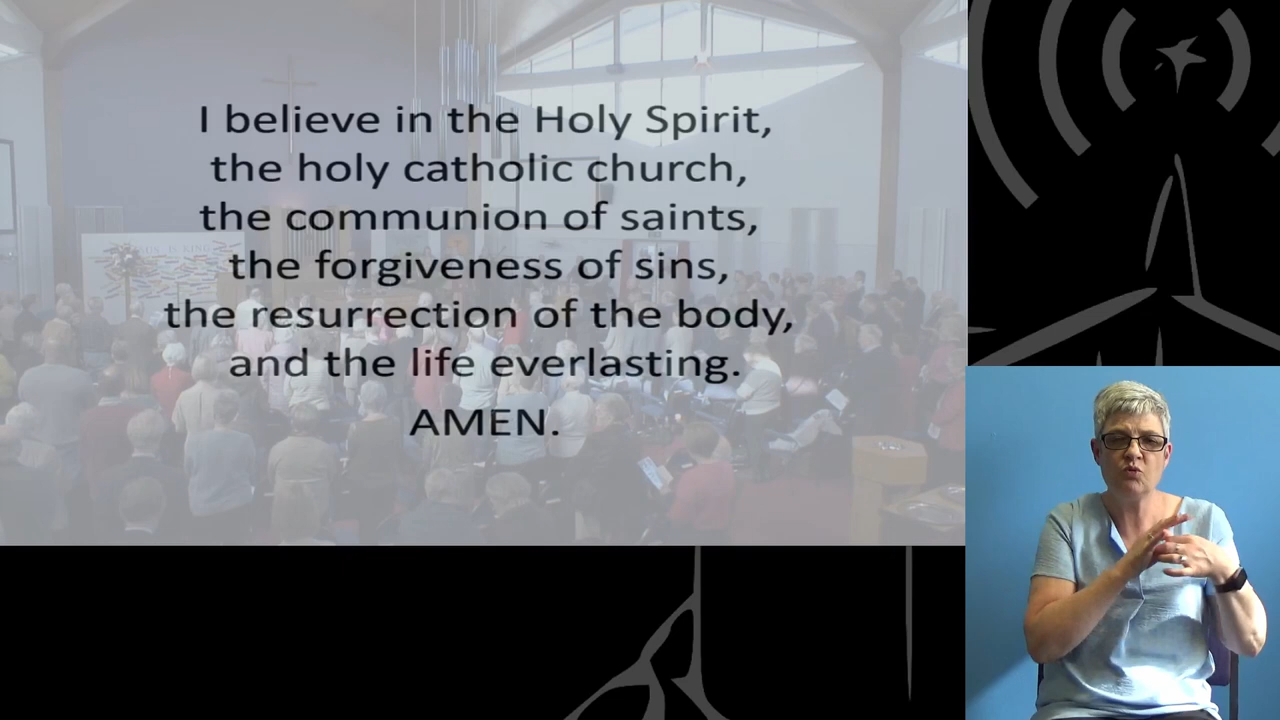 I believe in the Holy Spirit,
the holy catholic church,
the communion of saints,
the forgiveness of sins,
the resurrection of the body,
and the life everlasting.
AMEN.